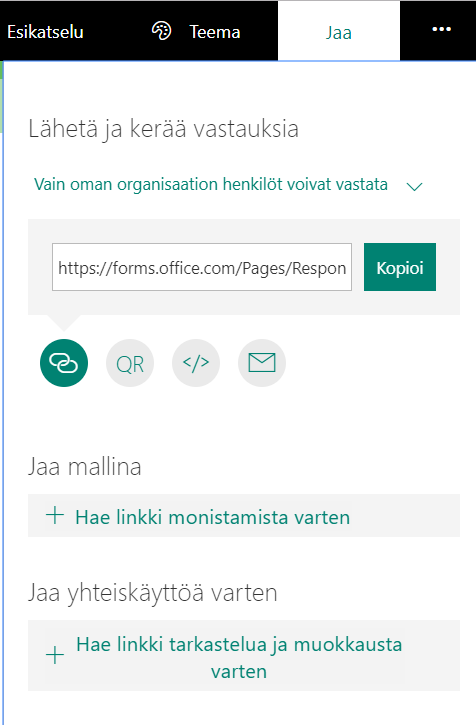 Esikatselu Teema Jaa ...
Lähetä ja kerää vastauksia
Vain oman organisaation henkilöt voivat vastata
https://forms.office.com/Pages/Respon Kopioi
QR </>
Jaa mallina
+ Hae linkki monistamista varten
Jaa yhteiskäyttöä varten
+ Hae linkki tarkastelua ja muokkausta
varten